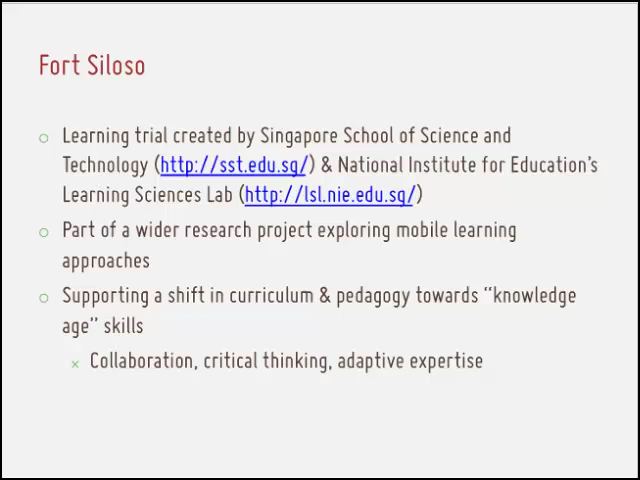 Fort Siloso
Learning trial created by Singapore School of Science and
Technology (http://sst.edu.sg/) & National Institute for Education's
Learning Sciences Lab (http://lsl.nie.edu.sg/)
Part of a wider research project exploring mobile learning
approaches
Supporting a shift in curriculum & pedagogy towards “knowledge
age” skills
Collaboration, critical thinking, adaptive expertise